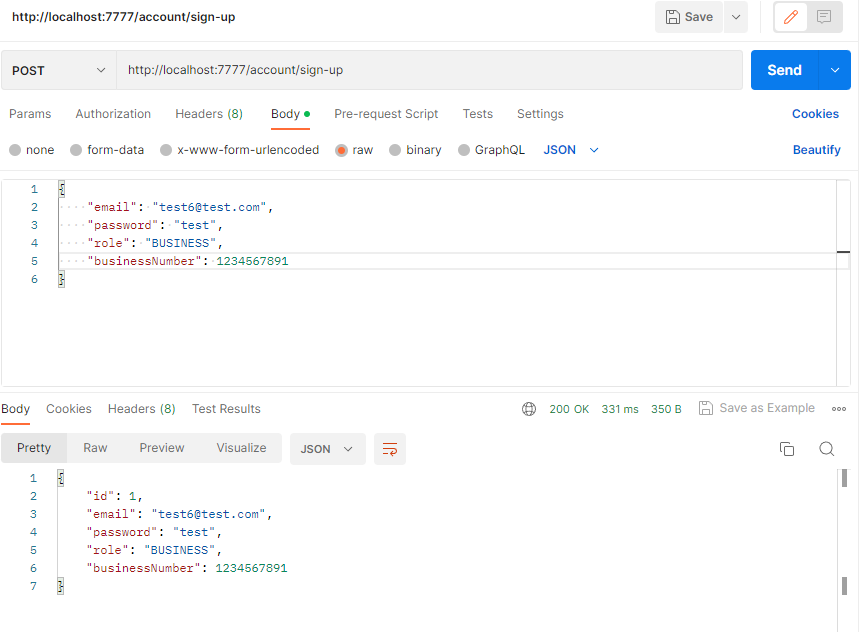 http://localhost:7777/account/sign-up Save
POST http://localhost:7777/account/sign-up Send
Params Authorization Headers (8) Body Pre-request Script Tests Settings Cookies
none form-data x-www-form-urlencoded raw binary GraphQL JSON Beautify
1 {
2 ····"email":·"test6@test.com",
3 ····"password":·"test",
4 ····"role":·"BUSINESS",
5 ····"businessNumber":·1234567891
6 }
Body Cookies Headers (8) Test Results 200 OK 331 ms 350 B Save as Example
Pretty Raw Preview Visualize JSON
1 {
2 "id": 1,
3 "email": "test6@test.com",
4 "password": "test",
5 "role": "BUSINESS",
6 "businessNumber": 1234567891
7 }